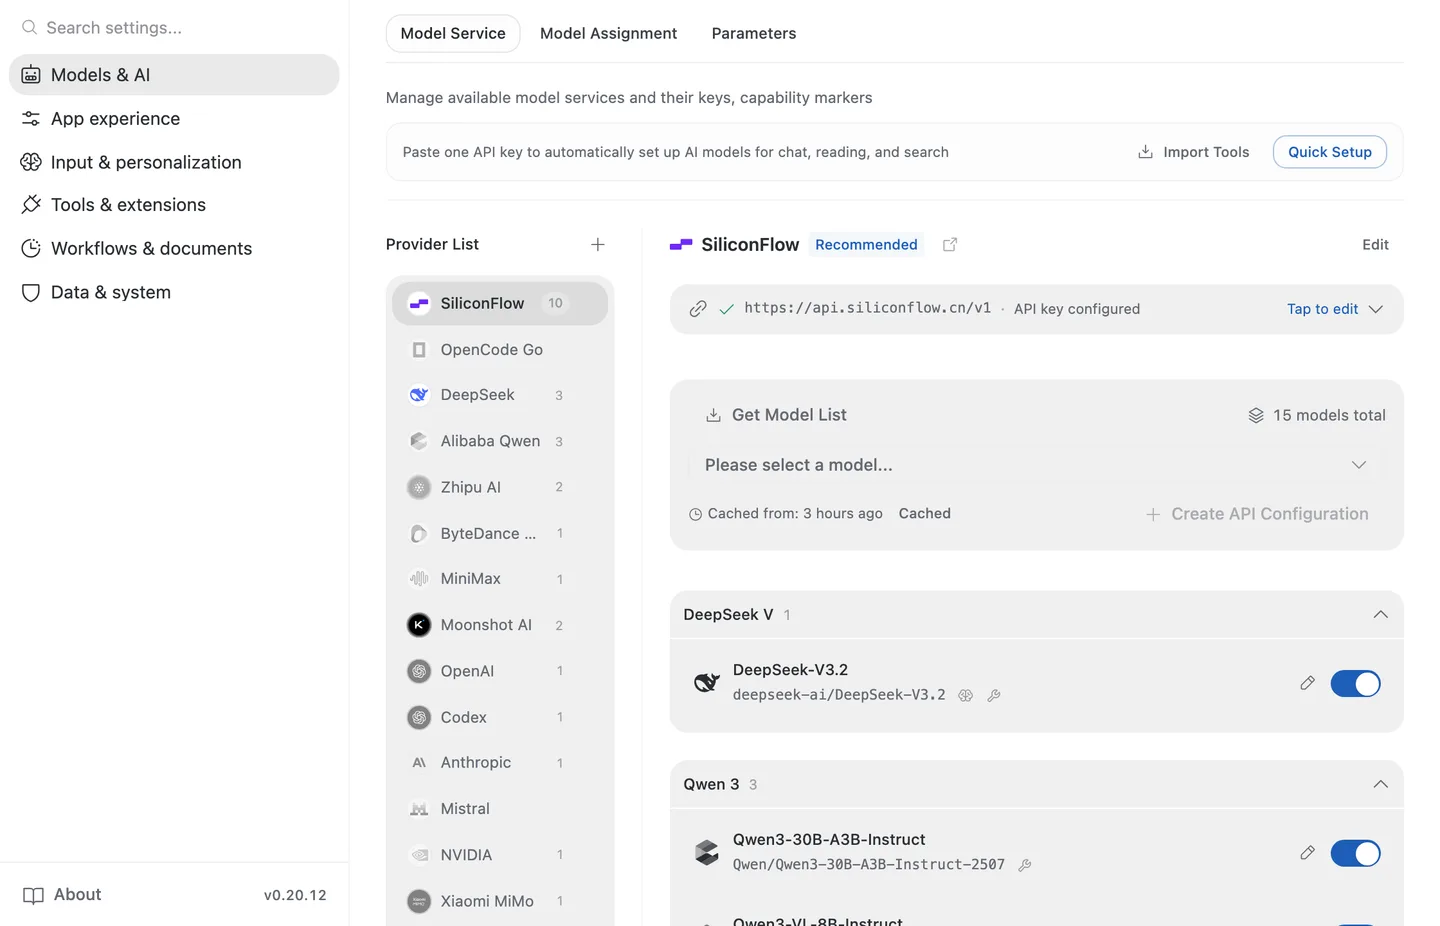 Search settings...
Models & AI
App experience
Input & personalization
Tools & extensions
Workflows & documents
Data & system
About
v0.20.12
Model Service
Model Assignment
Parameters
Manage available model services and their keys, capability markers
Paste one API key to automatically set up AI models for chat, reading, and search
Import Tools
Quick Setup
Provider List
SiliconFlow 10
OpenCode Go
DeepSeek 3
Alibaba Qwen 3
Zhipu AI 2
ByteDance ... 1
MiniMax 1
Moonshot AI 2
OpenAI 1
Codex 1
Anthropic 1
Mistral
NVIDIA 1
Xiaomi MiMo 1
SiliconFlow Recommended
Edit
https://api.siliconflow.cn/v1 · API key configured
Tap to edit
Get Model List
15 models total
Please select a model...
Cached from: 3 hours ago Cached
Create API Configuration
DeepSeek V 1
DeepSeek-V3.2
deepseek-ai/DeepSeek-V3.2
Qwen 3 3
Qwen3-30B-A3B-Instruct
Qwen/Qwen3-30B-A3B-Instruct-2507
Qwen3-VL-8B-Instruct